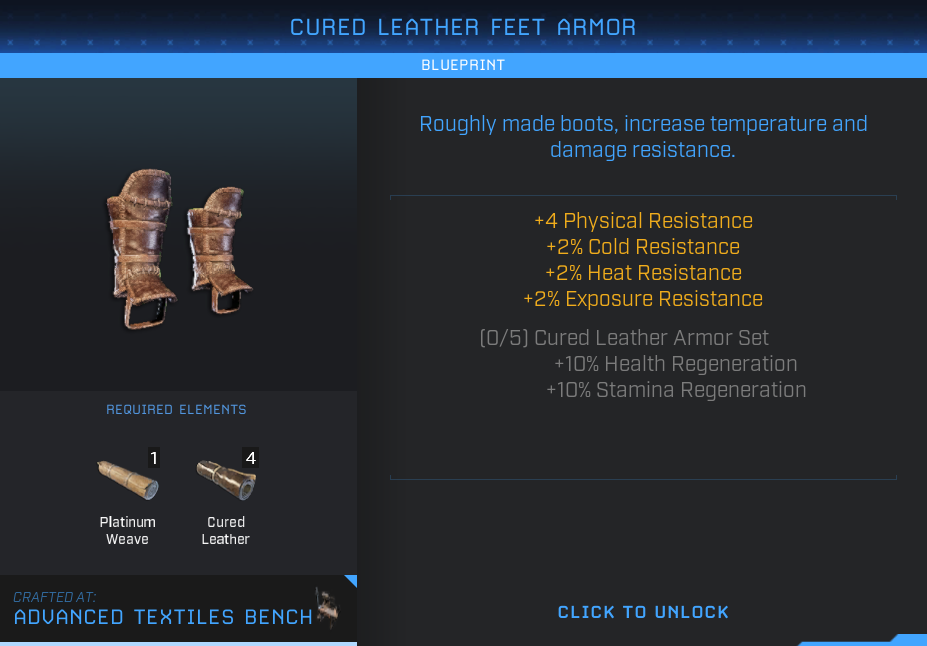 CURED LEATHER FEET ARMOR
BLUEPRINT
Roughly made boots, increase temperature and
damage resistance.
+4 Physical Resistance
+2% Cold Resistance
+2% Heat Resistance
+2% Exposure Resistance
(0/5) Cured Leather Armor Set
+10% Health Regeneration
+10% Stamina Regeneration
REQUIRED ELEMENTS
1
4
Platinum
Weave
Cured
Leather
CRAFTED AT:
ADVANCED TEXTILES BENCH
CLICK TO UNLOCK